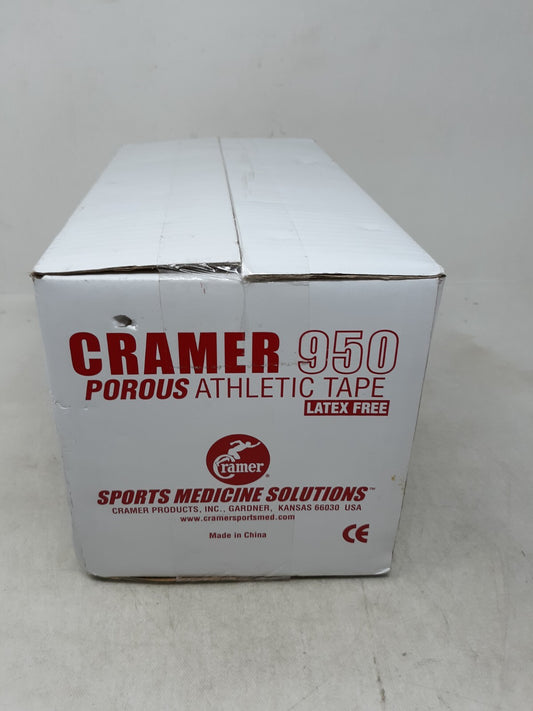 CRAMER 950
POROUS ATHLETIC TAPE
LATEX FREE
Cramer®
SPORTS MEDICINE SOLUTIONS™
CRAMER PRODUCTS, INC., GARDNER, KANSAS 66030 USA
www.cramersportsmed.com
Made in China
CE